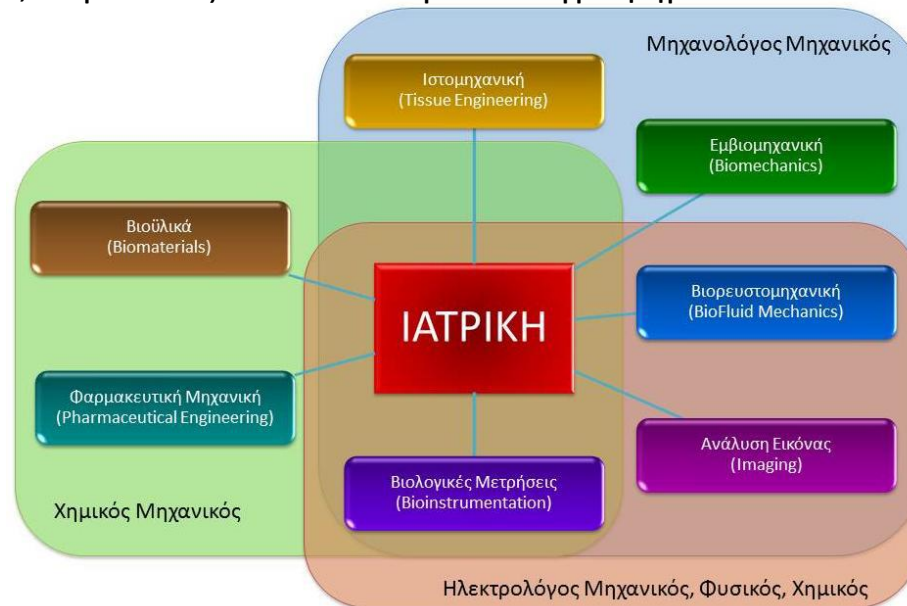 Μηχανολόγος Μηχανικός
Ιστομηχανική
(Tissue Engineering)
Εμβιομηχανική
(Biomechanics)
Βιοϋλικά
(Biomaterials)
ΙΑΤΡΙΚΗ
Βιορευστομηχανική
(BioFluid Mechanics)
Φαρμακευτική Μηχανική
(Pharmaceutical Engineering)
Ανάλυση Εικόνας
(Imaging)
Βιολογικές Μετρήσεις
(Bioinstrumentation)
Χημικός Μηχανικός
Ηλεκτρολόγος Μηχανικός, Φυσικός, Χημικός